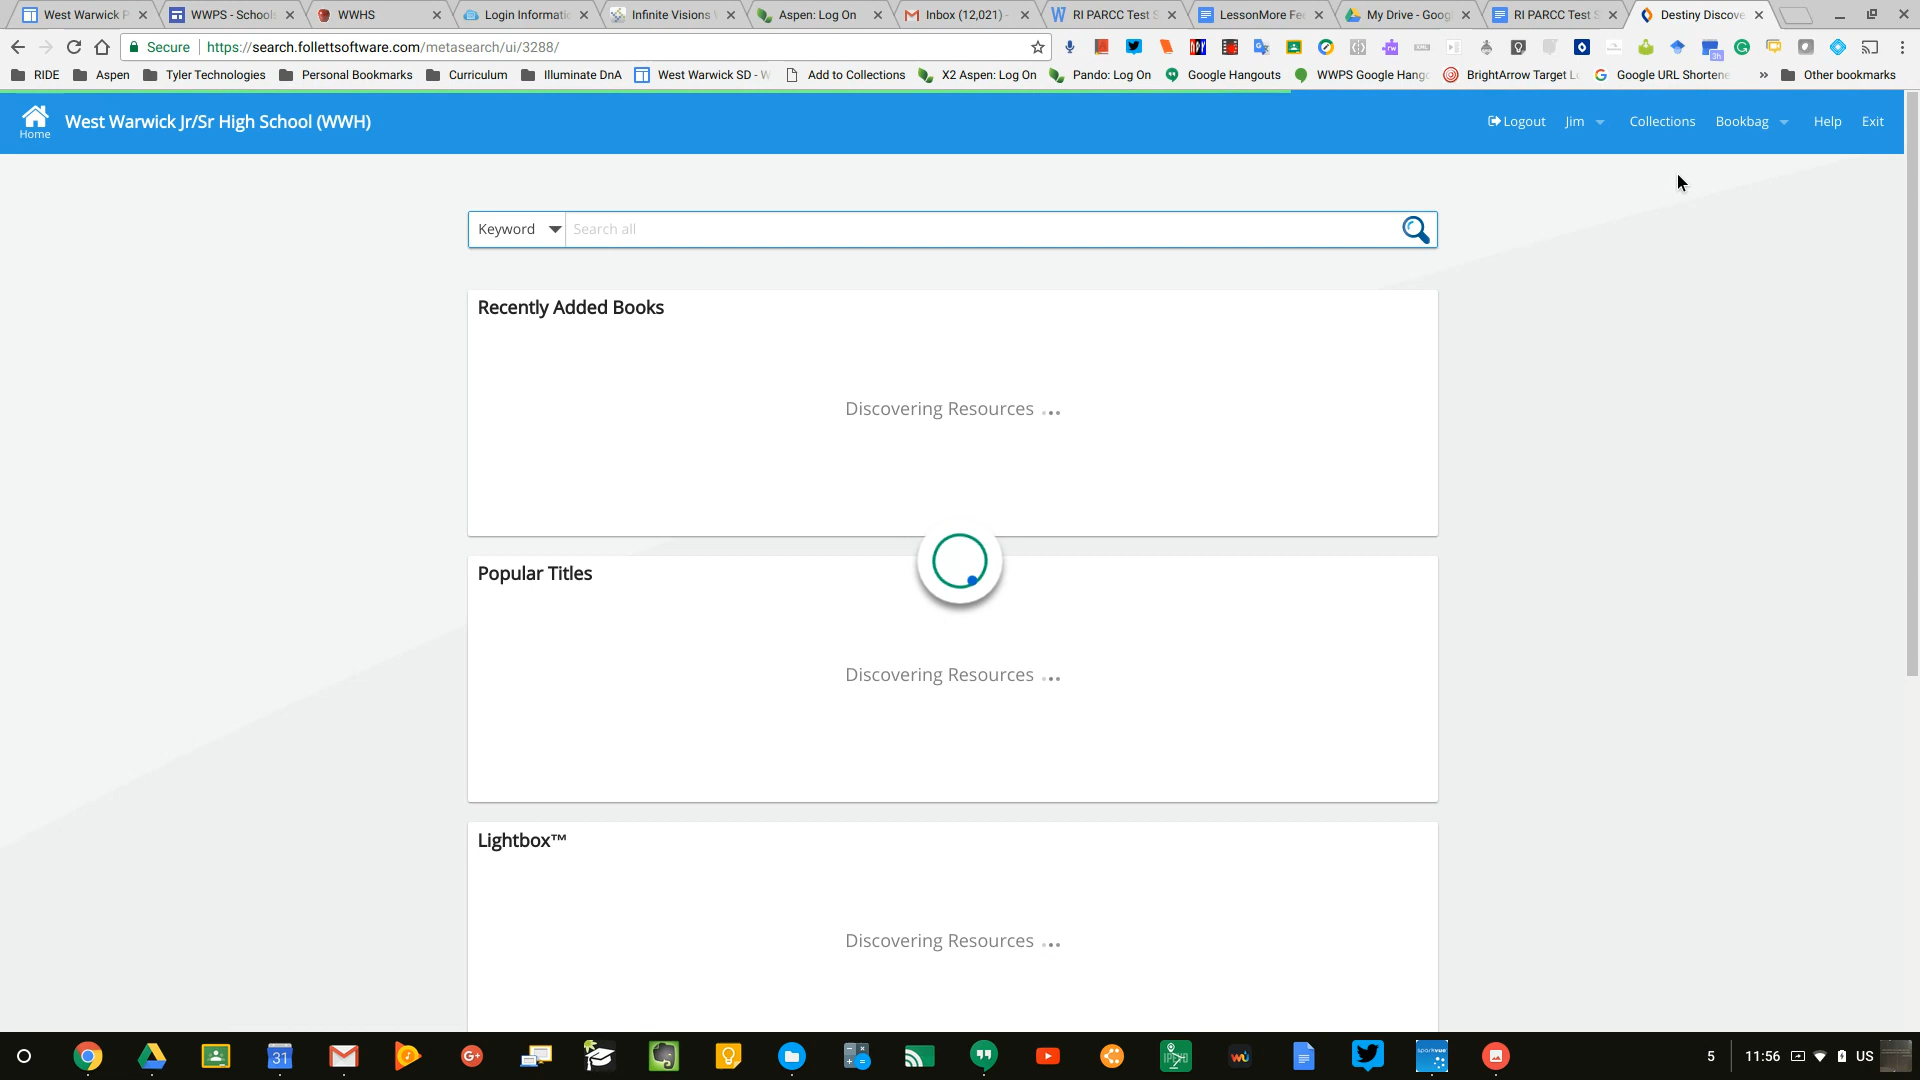 West Warwick P
WWPS - School
WWHS
Login Informati
Infinite Visions
Aspen: Log On
Inbox (12,021) -
RI PARCC Test S
LessonMore Fe
My Drive - Goog
RI PARCC Test S
Destiny Discove
Secure
https://search.follettsoftware.com/metasearch/ui/3288/
RIDE
Aspen
Tyler Technologies
Personal Bookmarks
Curriculum
Illuminate DnA
West Warwick SD - W
Add to Collections
X2 Aspen: Log On
Pando: Log On
Google Hangouts
WWPS Google Hang
BrightArrow Target L
Google URL Shortene
»
Other bookmarks
Home
West Warwick Jr/Sr High School (WWH)
Logout
Jim
Collections
Bookbag
Help
Exit
Keyword
Search all
Recently Added Books
Discovering Resources ...
Popular Titles
Discovering Resources ...
Lightbox™
Discovering Resources ...
31
5
11:56
US